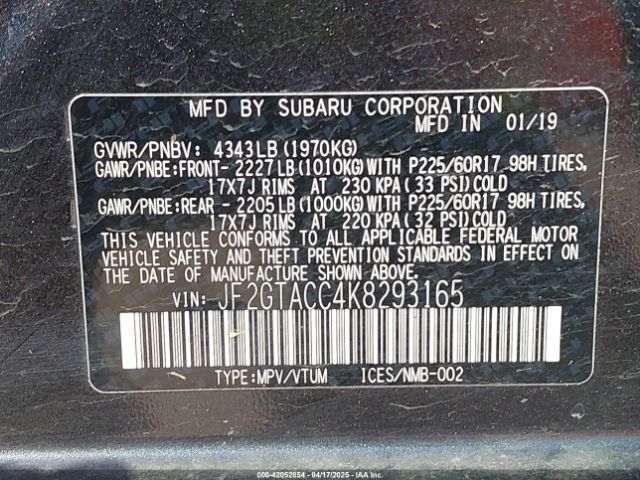 MFD BY SUBARU CORPORATION
MFD IN 01/19
GVWR/PNBV: 4343LB(1970KG)
GAWR/PNBE:FRONT- 2227LB(1010KG)WITH P225/60R17 98H TIRES,
17X7J RIMS AT 230 KPA(33 PSI)COLD
GAWR/PNBE:REAR - 2205LB(1000KG)WITH P225/60R17 98H TIRES,
17X7J RIMS AT 220 KPA(32 PSI)COLD
THIS VEHICLE CONFORMS TO ALL APPLICABLE FEDERAL MOTOR
VEHICLE SAFETY AND THEFT PREVENTION STANDARDS IN EFFECT ON
THE DATE OF MANUFACTURE SHOWN ABOVE.
VIN: JF2GTACC4K8293165
TYPE:MPV/VTUM ICES/NMB-002
000-42052654 - 04/17/2025 - IAAI.COM